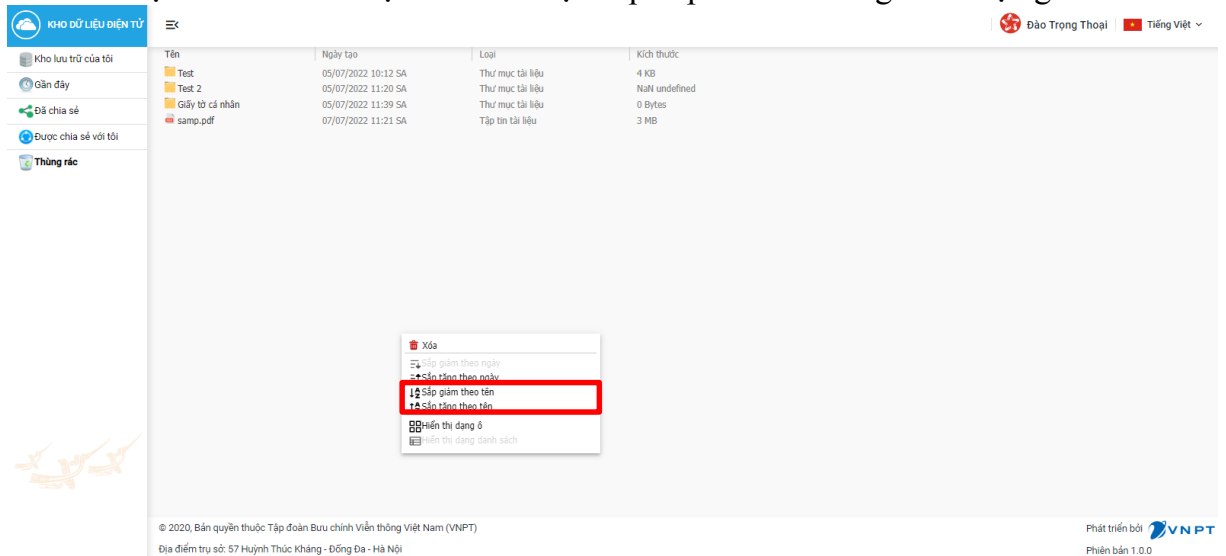 KHO DỮ LIỆU ĐIỆN TỬ
Đào Trọng Thoại
Tiếng Việt
Kho lưu trữ của tôi
Gần đây
Đã chia sẻ
Được chia sẻ với tôi
Thùng rác
Tên Ngày tạo Loại Kích thước
Test 05/07/2022 10:12 SA Thư mục tài liệu 4 KB
Test 2 05/07/2022 11:20 SA Thư mục tài liệu NaN undefined
Giấy tờ cá nhân 05/07/2022 11:39 SA Thư mục tài liệu 0 Bytes
samp.pdf 07/07/2022 11:21 SA Tập tin tài liệu 3 MB
Xóa
Sắp giảm theo ngày
Sắp tăng theo ngày
Sắp giảm theo tên
Sắp tăng theo tên
Hiển thị dạng ô
Hiển thị dạng danh sách
© 2020, Bản quyền thuộc Tập đoàn Bưu chính Viễn thông Việt Nam (VNPT)
Phát triển bởi VNPT
Địa điểm trụ sở: 57 Huỳnh Thúc Kháng - Đống Đa - Hà Nội
Phiên bản 1.0.0